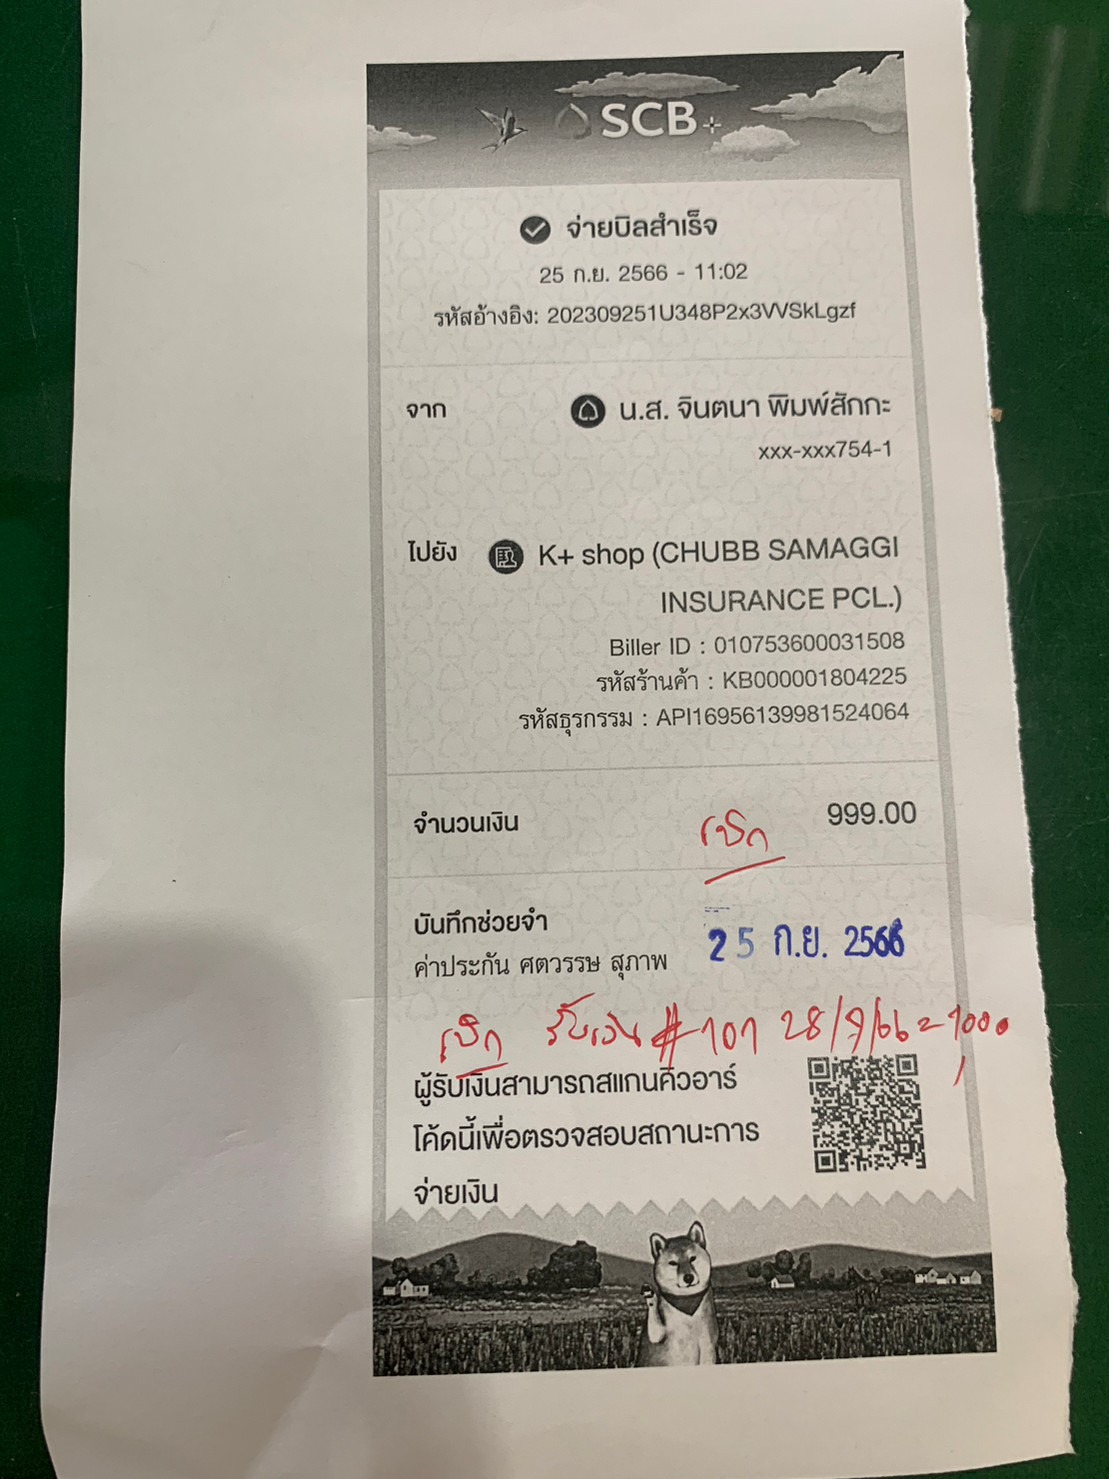 SCB
จ่ายบิลสำเร็จ
25 ก.ย. 2566 - 11:02
รหัสอ้างอิง: 202309251U348P2x3VVSkLgzf
จาก น.ส. จินตนา พิมพ์สักกะ
xxx-xxx754-1
ไปยัง K+ shop (CHUBB SAMAGGI
INSURANCE PCL.)
Biller ID : 010753600031508
รหัสร้านค้า : KB000001804225
รหัสธุรกรรม : API16956139981524064
จำนวนเงิน เบิก 999.00
บันทึกช่วยจำ
ค่าประกัน ศตวรรษ สุภาพ 25 ก.ย. 2566
เบิก รับเงิน #101 28/9/66 = 1000
ผู้รับเงินสามารถสแกนคิวอาร์
โค้ดนี้เพื่อตรวจสอบสถานะการ
จ่ายเงิน